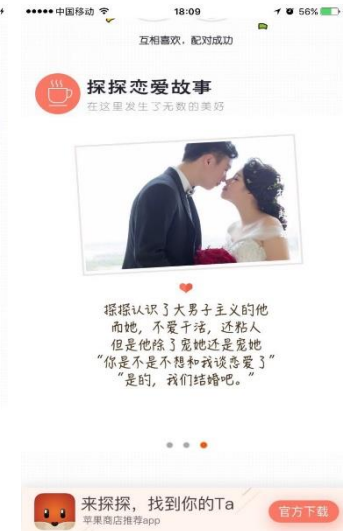 中国移动 18:09 56%
互相喜欢，配对成功
探探恋爱故事
在这里发生了无数的美好
探探认识了大男子主义的他
而她，不爱干活，还粘人
但是他除了宠她还是宠她
“你是不是不想和我谈恋爱了”
“是的，我们结婚吧。”
来探探，找到你的Ta
苹果商店推荐app
官方下载